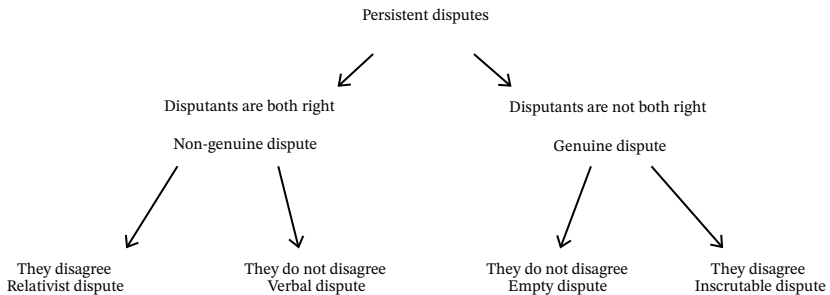 Persistent disputes
Disputants are both right
Disputants are not both right
Non-genuine dispute
Genuine dispute
They disagree
Relativist dispute
They do not disagree
Verbal dispute
They do not disagree
Empty dispute
They disagree
Inscrutable dispute